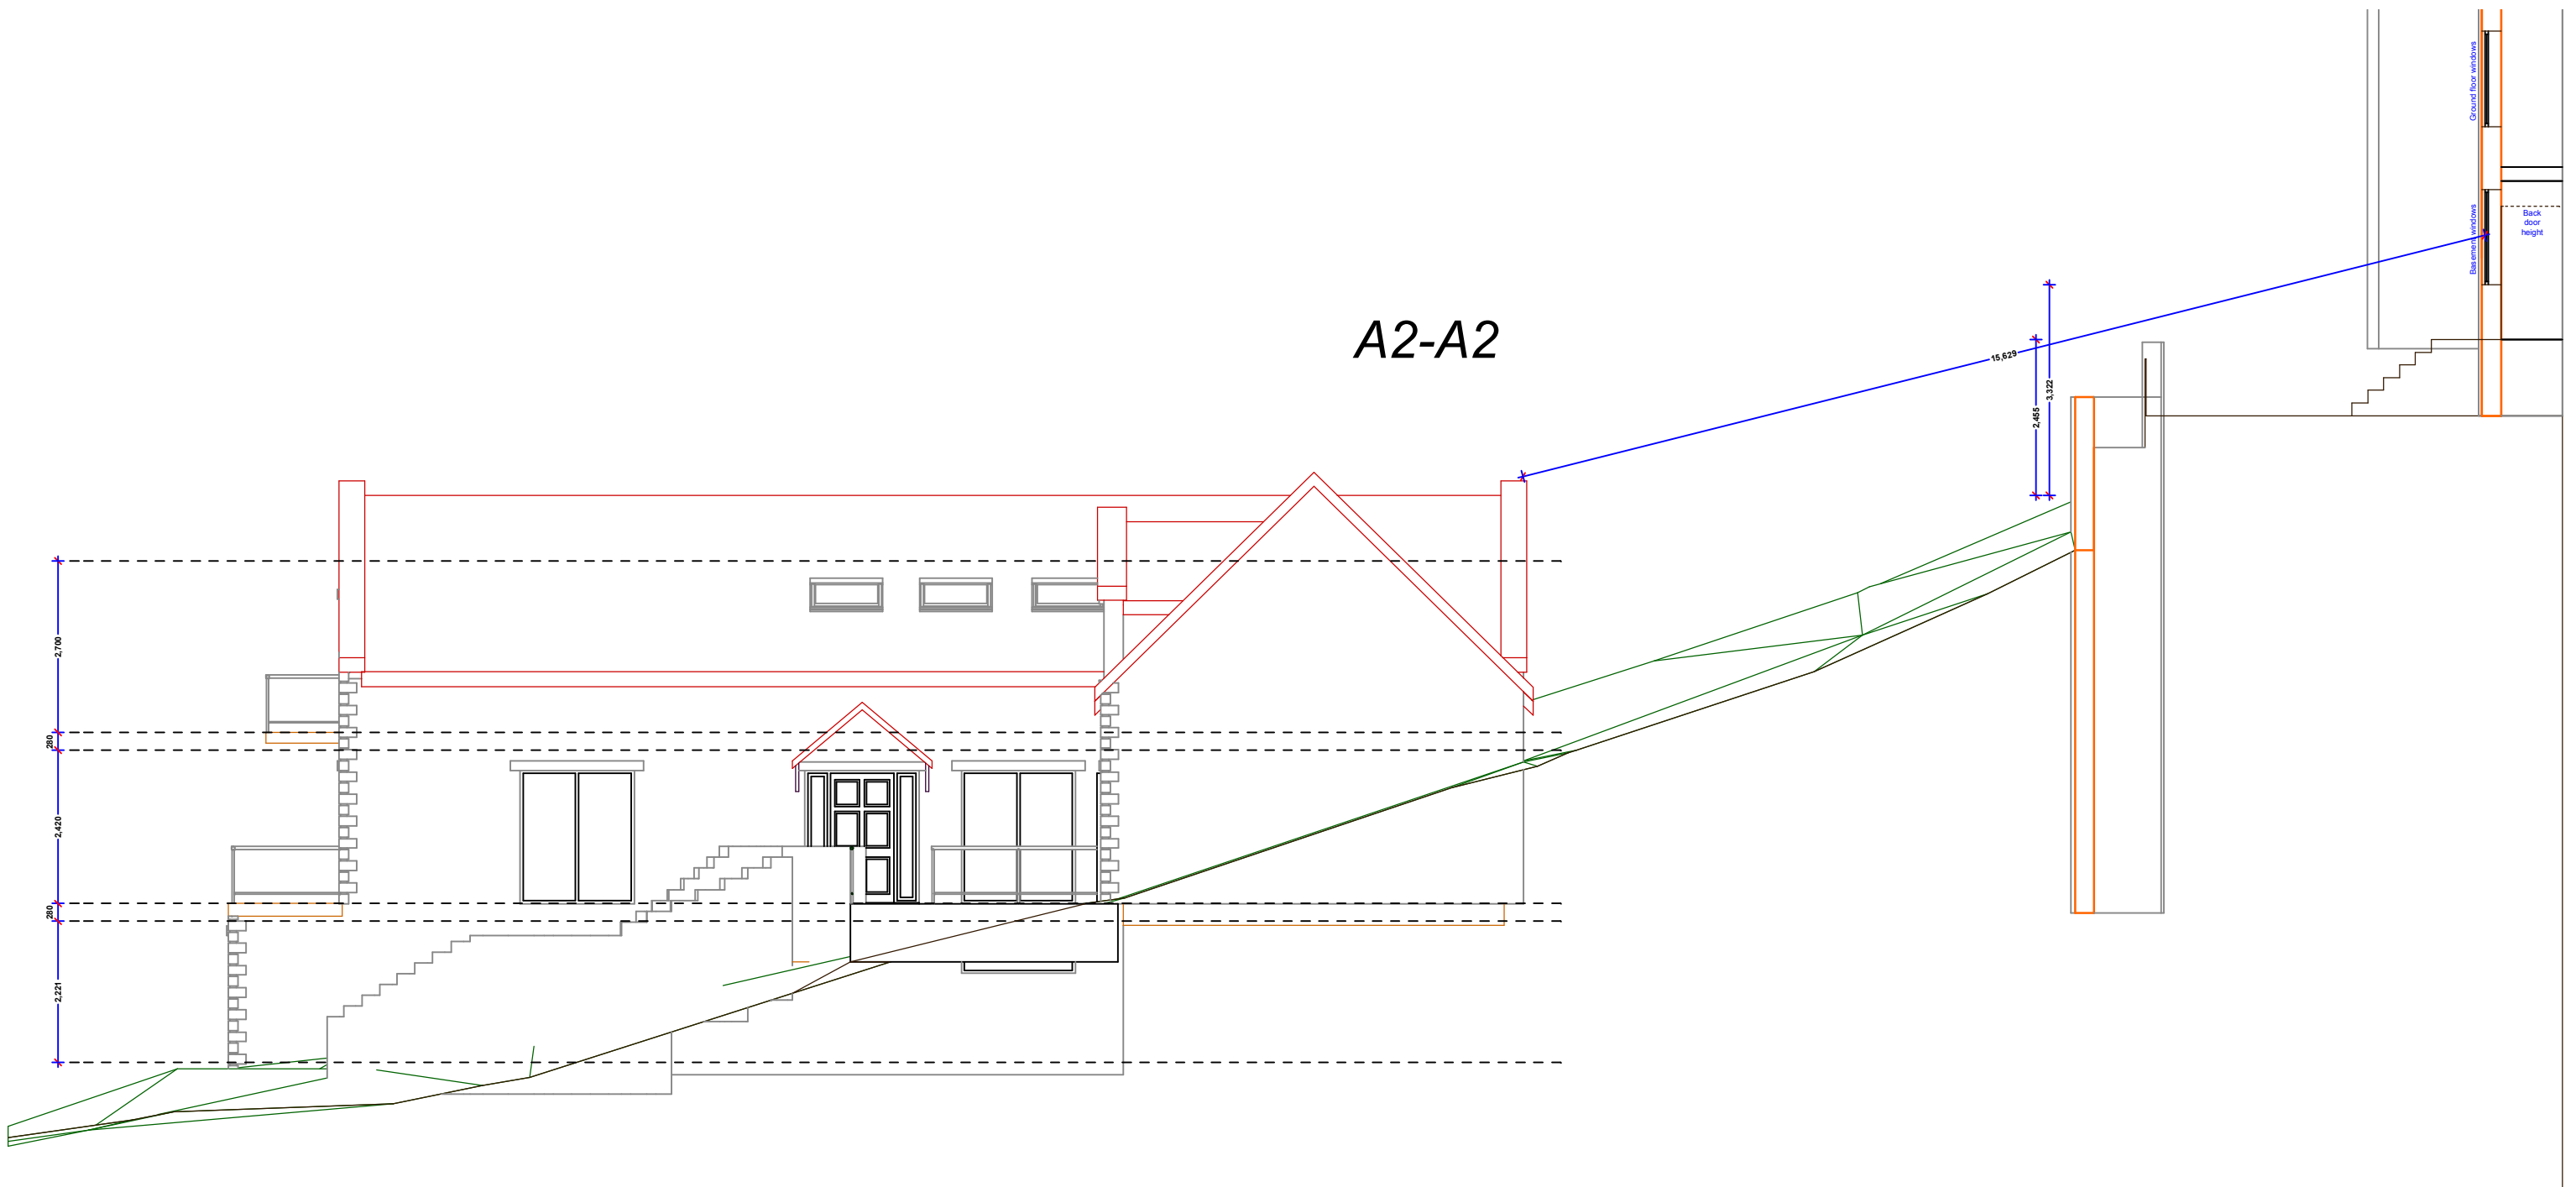 Ground floor windows
Basement windows
Back
door
height
A2-A2
15,629
3,322
2,455
2,700
280
2,420
280
2,221